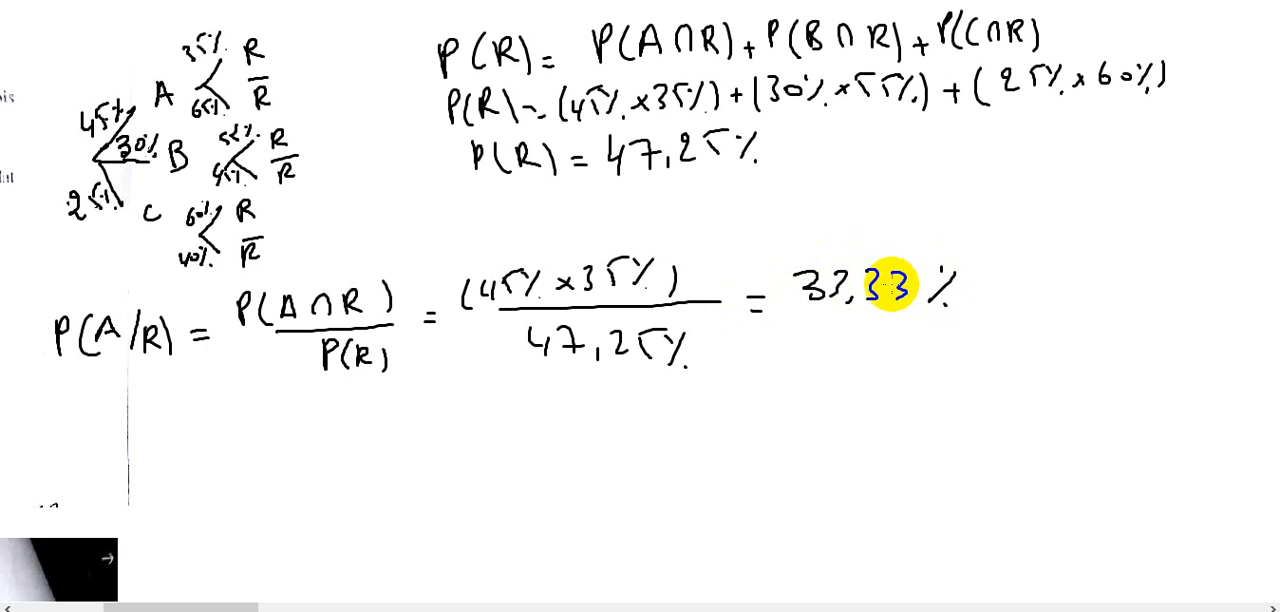 P(R) = P(A∩R) + P(B∩R) + P(C∩R)
P(R) = (45% x 35%) + (30% x 55%) + (25% x 60%)
P(R) = 47,25%
35% R
A
65% R̅
45%
30% B
55% R
45% R̅
25% C
60% R
40% R̅
P(A/R) = P(A∩R) / P(R) = (45% x 35%) / 47,25% = 33,33%